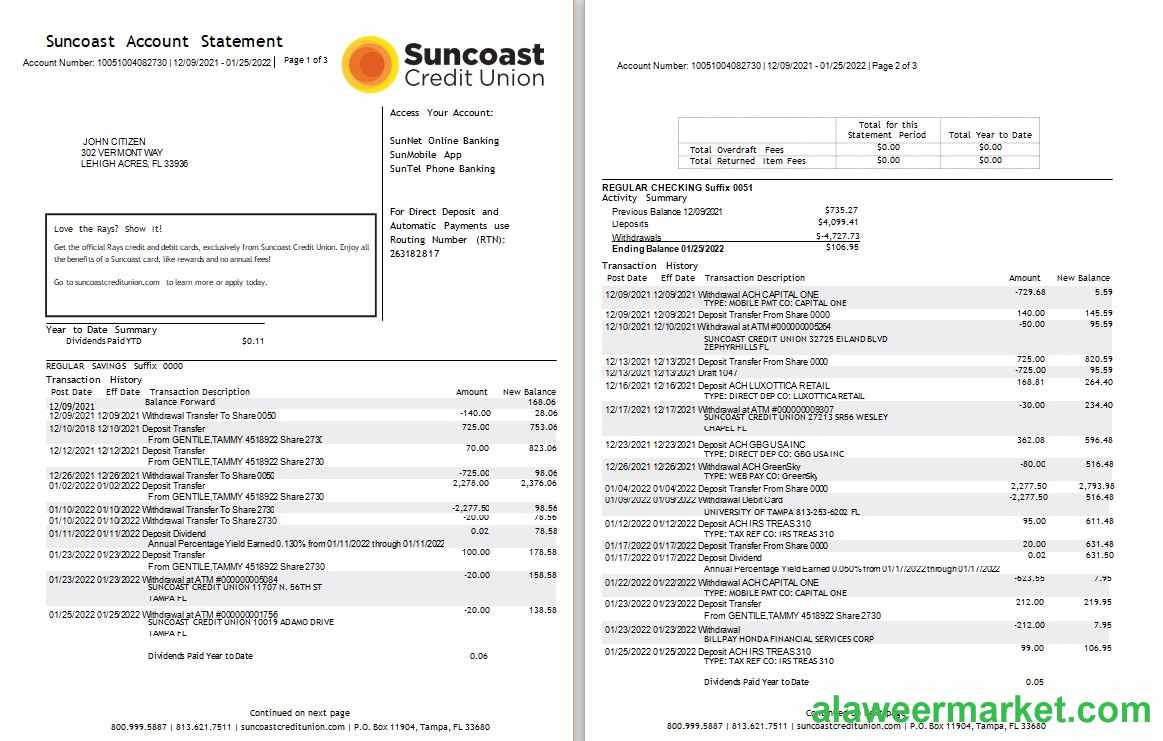 Suncoast Account Statement
Account Number: 10051004082730 | 12/09/2021 - 01/25/2022 | Page 1 of 3
Suncoast
Credit Union
JOHN CITIZEN
302 VERMONT WAY
LEHIGH ACRES, FL 33936
Access Your Account:
SunNet Online Banking
SunMobile App
SunTel Phone Banking
For Direct Deposit and
Automatic Payments use
Routing Number (RTN):
263182817
Love the Rays? Show it!
Get the official Rays credit and debit cards, exclusively from Suncoast Credit Union. Enjoy all
the benefits of a Suncoast card, like rewards and no annual fees!
Go to suncoastcreditunion.com to learn more or apply today.
Year to Date Summary
Dividends Paid YTD $0.11
REGULAR SAVINGS Suffix 0000
Transaction History
Post Date Eff Date Transaction Description Amount New Balance
12/09/2021 Balance Forward 168.06
12/09/2021 12/09/2021 Withdrawal Transfer To Share 0050 -140.00 28.06
12/10/2018 12/10/2021 Deposit Transfer 725.00 753.06
From GENTILE,TAMMY 4518922 Share 2730
12/12/2021 12/12/2021 Deposit Transfer 70.00 823.06
From GENTILE,TAMMY 4518922 Share 2730
12/26/2021 12/26/2021 Withdrawal Transfer To Share 0050 -725.00 98.06
01/02/2022 01/02/2022 Deposit Transfer 2,278.00 2,376.06
From GENTILE,TAMMY 4518922 Share 2730
01/10/2022 01/10/2022 Withdrawal Transfer To Share 2730 -2,277.50 98.56
01/10/2022 01/10/2022 Withdrawal Transfer To Share 2730 -20.00 78.56
01/11/2022 01/11/2022 Deposit Dividend 0.02 78.58
Annual Percentage Yield Earned 0.130% from 01/11/2022 through 01/11/2022
01/23/2022 01/23/2022 Deposit Transfer 100.00 178.58
From GENTILE,TAMMY 4518922 Share 2730
01/23/2022 01/23/2022 Withdrawal at ATM #000000005084 -20.00 158.58
SUNCOAST CREDIT UNION 11707 N. 56TH ST
TAMPA FL
01/25/2022 01/25/2022 Withdrawal at ATM #000000001756 -20.00 138.58
SUNCOAST CREDIT UNION 10019 ADAMO DRIVE
TAMPA FL
Dividends Paid Year to Date 0.06
Continued on next page
800.999.5887 | 813.621.7511 | suncoastcreditunion.com | P.O. Box 11904, Tampa, FL 33680
Account Number: 10051004082730 | 12/09/2021 - 01/25/2022 | Page 2 of 3
Total for this
Statement Period Total Year to Date
Total Overdraft Fees $0.00 $0.00
Total Returned Item Fees $0.00 $0.00
REGULAR CHECKING Suffix 0051
Activity Summary
Previous Balance 12/09/2021 $735.27
Deposits $4,099.41
Withdrawals $-4,727.73
Ending Balance 01/25/2022 $106.95
Transaction History
Post Date Eff Date Transaction Description Amount New Balance
12/09/2021 12/09/2021 Withdrawal ACH CAPITAL ONE -729.68 5.59
TYPE: MOBILE PMT CO: CAPITAL ONE
12/09/2021 12/09/2021 Deposit Transfer From Share 0000 140.00 145.59
12/10/2021 12/10/2021 Withdrawal at ATM #000000005264 -50.00 95.59
SUNCOAST CREDIT UNION 32725 EILAND BLVD
ZEPHYRHILLS FL
12/13/2021 12/13/2021 Deposit Transfer From Share 0000 725.00 820.59
12/13/2021 12/13/2021 Draft 1047 -725.00 95.59
12/16/2021 12/16/2021 Deposit ACH LUXOTTICA RETAIL 168.81 264.40
TYPE: DIRECT DEP CO: LUXOTTICA RETAIL
12/17/2021 12/17/2021 Withdrawal at ATM #000000009307 -30.00 234.40
SUNCOAST CREDIT UNION 27213 SR56 WESLEY
CHAPEL FL
12/23/2021 12/23/2021 Deposit ACH GBG USA INC 362.08 596.48
TYPE: DIRECT DEP CO: GBG USA INC
12/26/2021 12/26/2021 Withdrawal ACH GreenSky -80.00 516.48
TYPE: WEB PAY CO: GreenSky
01/04/2022 01/04/2022 Deposit Transfer From Share 0000 2,277.50 2,793.98
01/09/2022 01/09/2022 Withdrawal Debit Card -2,277.50 516.48
UNIVERSITY OF TAMPA 813-253-6202 FL
01/12/2022 01/12/2022 Deposit ACH IRS TREAS 310 95.00 611.48
TYPE: TAX REF CO: IRS TREAS 310
01/17/2022 01/17/2022 Deposit Transfer From Share 0000 20.00 631.48
01/17/2022 01/17/2022 Deposit Dividend 0.02 631.50
Annual Percentage Yield Earned 0.050% from 01/17/2022 through 01/17/2022
01/22/2022 01/22/2022 Withdrawal ACH CAPITAL ONE -623.55 7.95
TYPE: MOBILE PMT CO: CAPITAL ONE
01/23/2022 01/23/2022 Deposit Transfer 212.00 219.95
From GENTILE,TAMMY 4518922 Share 2730
01/23/2022 01/23/2022 Withdrawal -212.00 7.95
BILLPAY HONDA FINANCIAL SERVICES CORP
01/25/2022 01/25/2022 Deposit ACH IRS TREAS 310 99.00 106.95
TYPE: TAX REF CO: IRS TREAS 310
Dividends Paid Year to Date 0.05
Continued on next page
alaweermarket.com
800.999.5887 | 813.621.7511 | suncoastcreditunion.com | P.O. Box 11904, Tampa, FL 33680